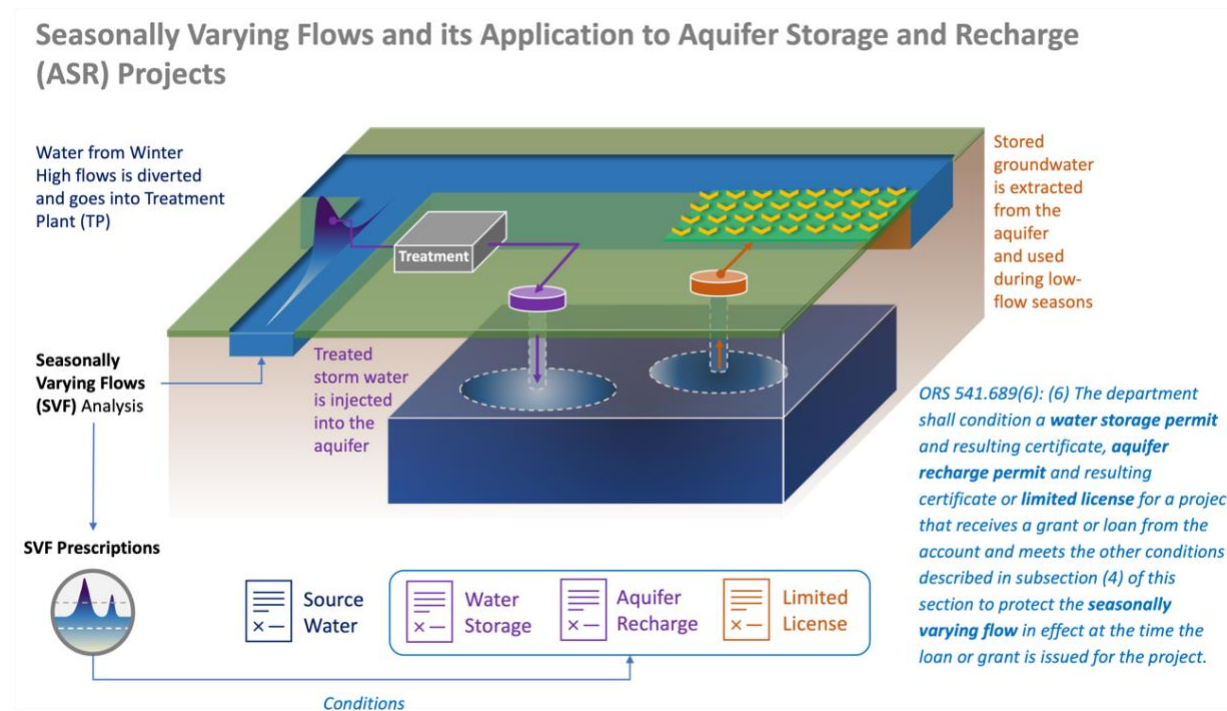 Seasonally Varying Flows and its Application to Aquifer Storage and Recharge
(ASR) Projects
Water from Winter
High flows is diverted
and goes into Treatment
Plant (TP)
Treatment
Stored
groundwater
is extracted
from the
aquifer
and used
during low-
flow seasons
Treated
storm water
is injected
into the
aquifer
Seasonally
Varying Flows
(SVF) Analysis
ORS 541.689(6): (6) The department
shall condition a water storage permit
and resulting certificate, aquifer
recharge permit and resulting
certificate or limited license for a projec
that receives a grant or loan from the
account and meets the other conditions
described in subsection (4) of this
section to protect the seasonally
varying flow in effect at the time the
loan or grant is issued for the project.
SVF Prescriptions
Source
Water
Water
Storage
Aquifer
Recharge
Limited
License
Conditions